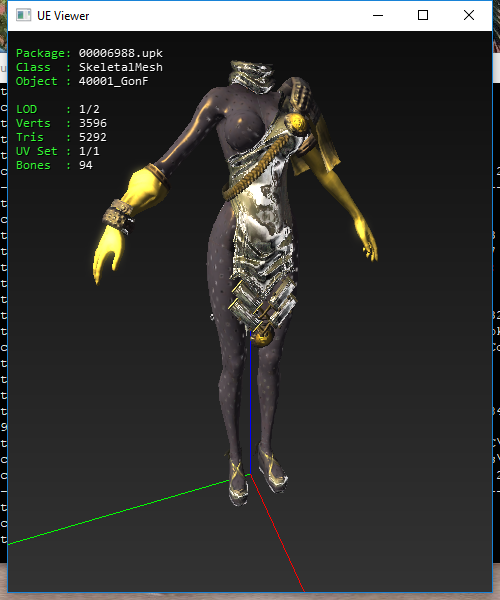 UE Viewer
Package: 00006988.upk
Class : SkeletalMesh
Object : 40001_GonF
LOD : 1/2
Verts : 3596
Tris : 5292
UV Set : 1/1
Bones : 94